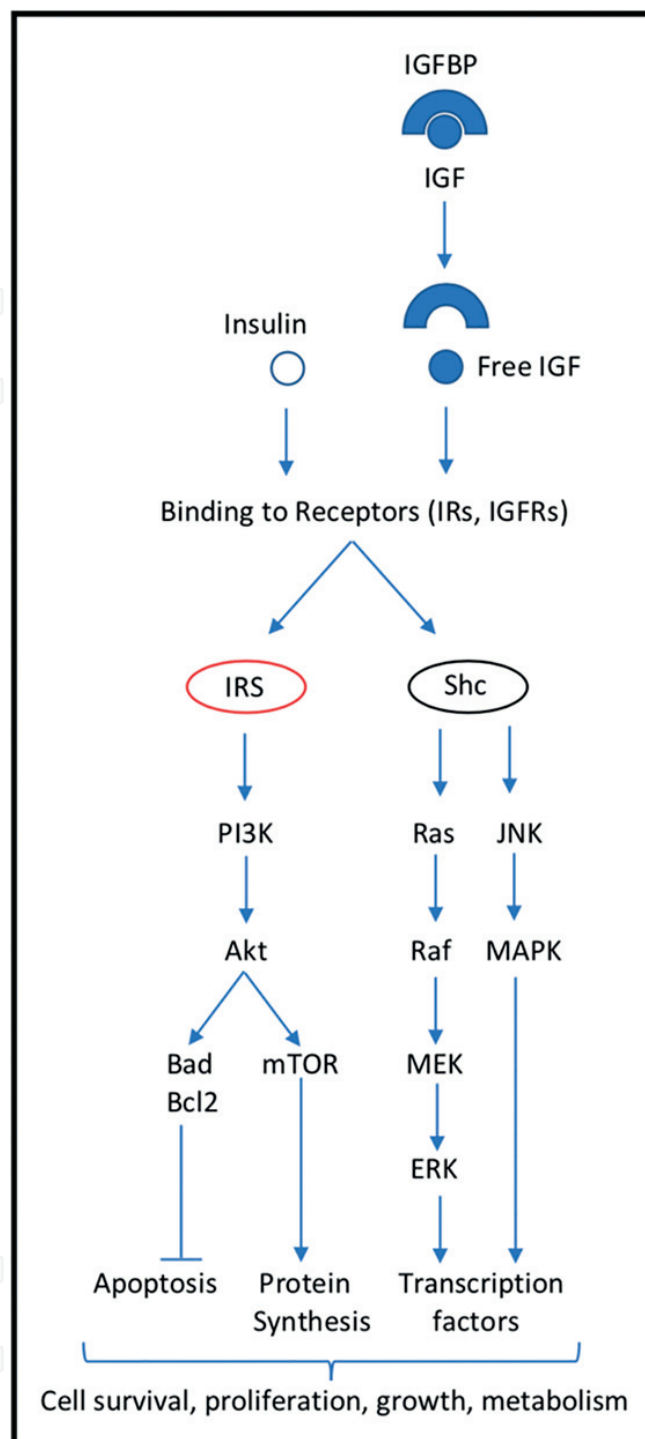 IGFBP
IGF
Insulin
Free IGF
Binding to Receptors (IRs, IGFRs)
IRS
Shc
PI3K
Ras
JNK
Akt
Raf
MAPK
Bad
Bcl2
mTOR
MEK
ERK
Apoptosis
Protein
Synthesis
Transcription
factors
Cell survival, proliferation, growth, metabolism